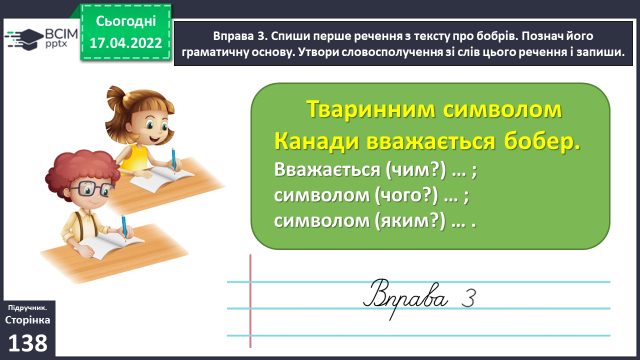 ВСІМ
pptx
Сьогодні
17.04.2022
Вправа 3. Спиши перше речення з тексту про бобрів. Познач його
граматичну основу. Утвори словосполучення зі слів цього речення і запиши.
Тваринним символом
Канади вважається бобер.
Вважається (чим?) … ;
символом (чого?) … ;
символом (яким?) … .
Вправа 3
Підручник.
Сторінка
138